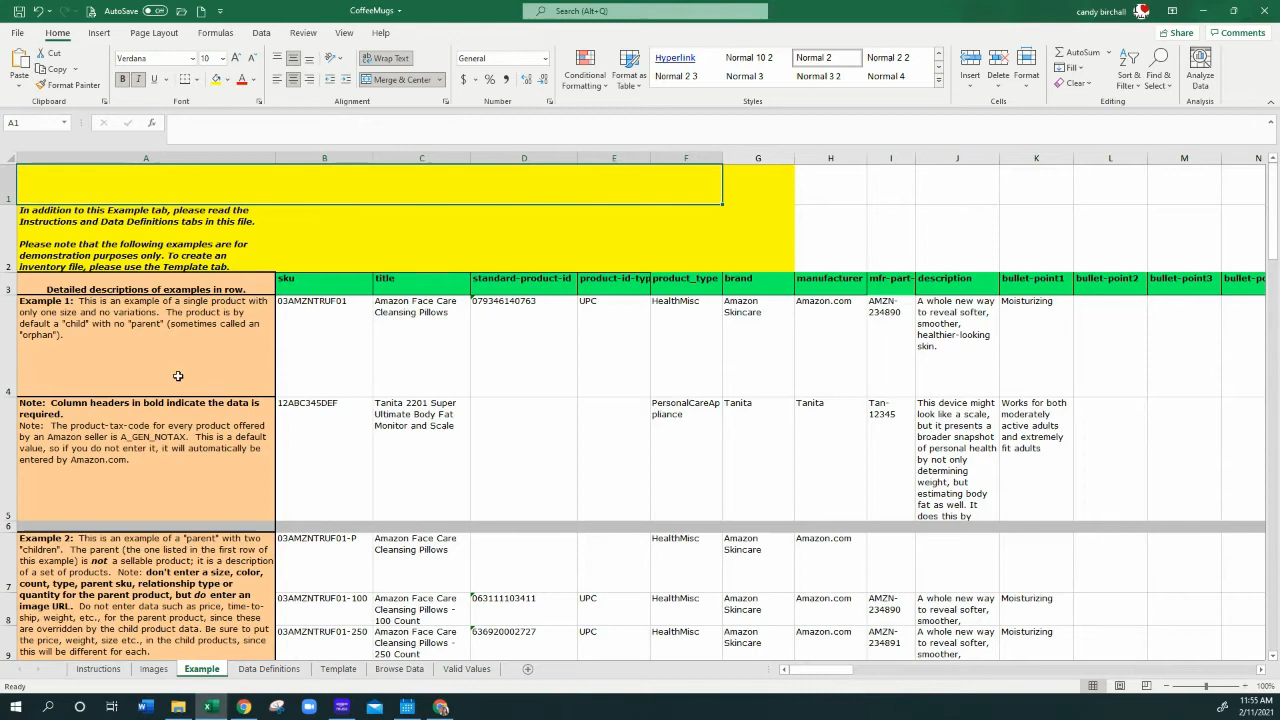 AutoSave Off
CoffeeMugs
Search (Alt+Q)
candy birchall
File Home Insert Page Layout Formulas Data Review View Help
Share Comments
Paste
Cut
Copy
Format Painter
Clipboard
Verdana 10
B I U
Font
Wrap Text
Merge & Center
Alignment
General
$ % ,
Number
Conditional Formatting
Format as Table
Hyperlink Normal 10 2 Normal 2 Normal 2 2
Normal 2 3 Normal 3 Normal 3 2 Normal 4
Styles
Insert Delete Format
Cells
AutoSum
Fill
Clear
Sort & Filter
Find & Select
Editing
Analyze Data
Analysis
A1
fx
A B C D E F G H I J K L M N
1
In addition to this Example tab, please read the
Instructions and Data Definitions tabs in this file.
Please note that the following examples are for
demonstration purposes only. To create an
inventory file, please use the Template tab.
2
Detailed descriptions of examples in row.
3
sku title standard-product-id product-id-typ product_type brand manufacturer mfr-part- description bullet-point1 bullet-point2 bullet-point3 bullet-po
Example 1: This is an example of a single product with
only one size and no variations. The product is by
default a "child" with no "parent" (sometimes called an
"orphan").
4
03AMZNTRUF01
Amazon Face Care
Cleansing Pillows
079346140763
UPC
HealthMisc
Amazon
Skincare
Amazon.com
AMZN-
234890
A whole new way
to reveal softer,
smoother,
healthier-looking
skin.
Moisturizing
Note: Column headers in bold indicate the data is
required.
Note: The product-tax-code for every product offered
by an Amazon seller is A_GEN_NOTAX. This is a default
value, so if you do not enter it, it will automatically be
entered by Amazon.com.
5
12ABC345DEF
Tanita 2201 Super
Ultimate Body Fat
Monitor and Scale
PersonalCareAp
pliance
Tanita
Tanita
Tan-
12345
This device might
look like a scale,
but it presents a
broader snapshot
of personal health
by not only
determining
weight, but
estimating body
fat as well. It
does this by
Works for both
moderately
active adults
and extremely
fit adults
6
Example 2: This is an example of a "parent" with two
"children". The parent (the one listed in the first row of
this example) is not a sellable product; it is a description
of a set of products. Note: don't enter a size, color,
count, type, parent sku, relationship type or
quantity for the parent product, but do enter an
image URL. Do not enter data such as price, time-to-
ship, weight, etc., for the parent product, since these
are overridden by the child product data. Be sure to put
the price, weight, size etc., in the child products, since
this will be different for each.
7
03AMZNTRUF01-P
Amazon Face Care
Cleansing Pillows
HealthMisc
Amazon
Skincare
Amazon.com
8
03AMZNTRUF01-100
Amazon Face Care
Cleansing Pillows -
100 Count
063111103411
UPC
HealthMisc
Amazon
Skincare
Amazon.com
AMZN-
234890
A whole new way
to reveal softer,
smoother,
Moisturizing
9
03AMZNTRUF01-250
Amazon Face Care
Cleansing Pillows -
250 Count
636920002727
UPC
HealthMisc
Amazon
Skincare
Amazon.com
AMZN-
234891
A whole new way
to reveal softer,
smoother,
Moisturizing
Instructions Images Example Data Definitions Template Browse Data Valid Values
Ready
100%
11:55 AM
2/11/2021